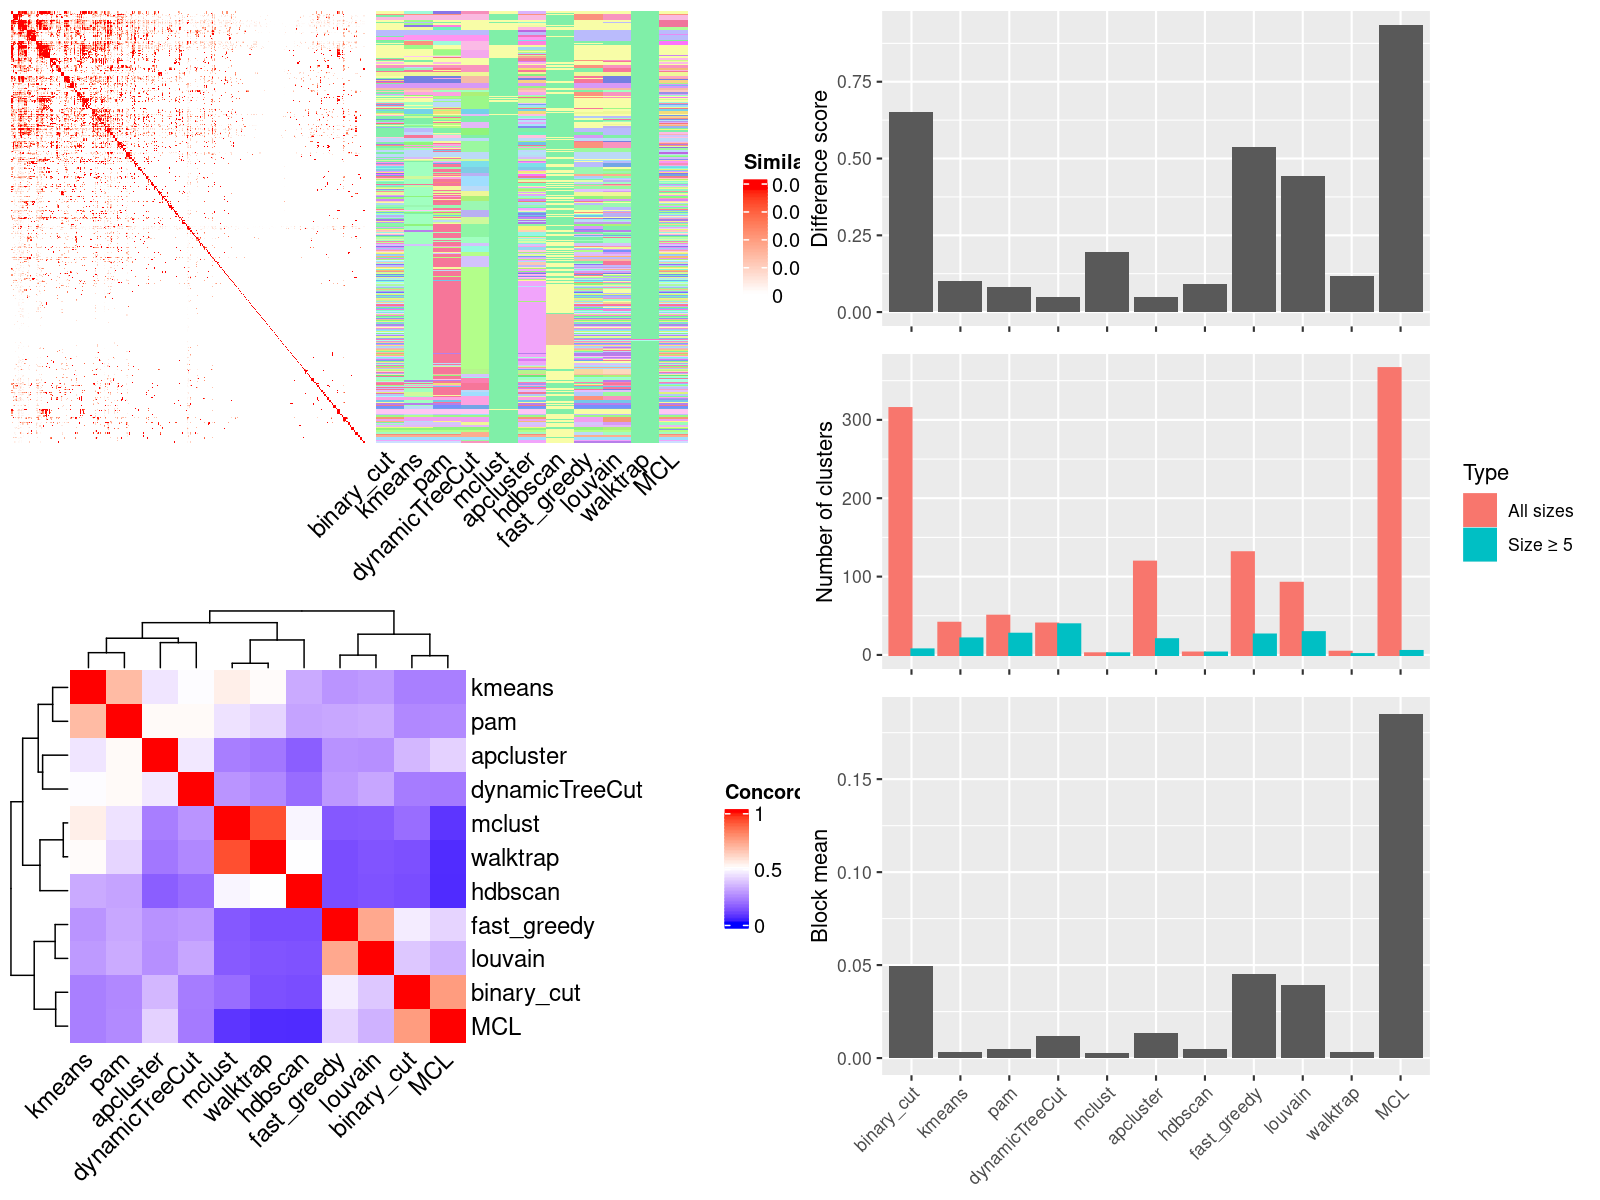 Simila
0.0
0.0
0.0
0.0
0
binary_cut
kmeans
pam
dynamicTreeCut
mclust
apcluster
hdbscan
fast_greedy
louvain
walktrap
MCL
kmeans
pam
apcluster
dynamicTreeCut
mclust
walktrap
hdbscan
fast_greedy
louvain
binary_cut
MCL
kmeans
pam
apcluster
dynamicTreeCut
mclust
walktrap
hdbscan
fast_greedy
louvain
binary_cut
MCL
Concord
1
0.5
0
Difference score
0.75
0.50
0.25
0.00
Number of clusters
300
200
100
0
Type
All sizes
Size ≥ 5
Block mean
0.15
0.10
0.05
0.00
binary_cut
kmeans
pam
dynamicTreeCut
mclust
apcluster
hdbscan
fast_greedy
louvain
walktrap
MCL